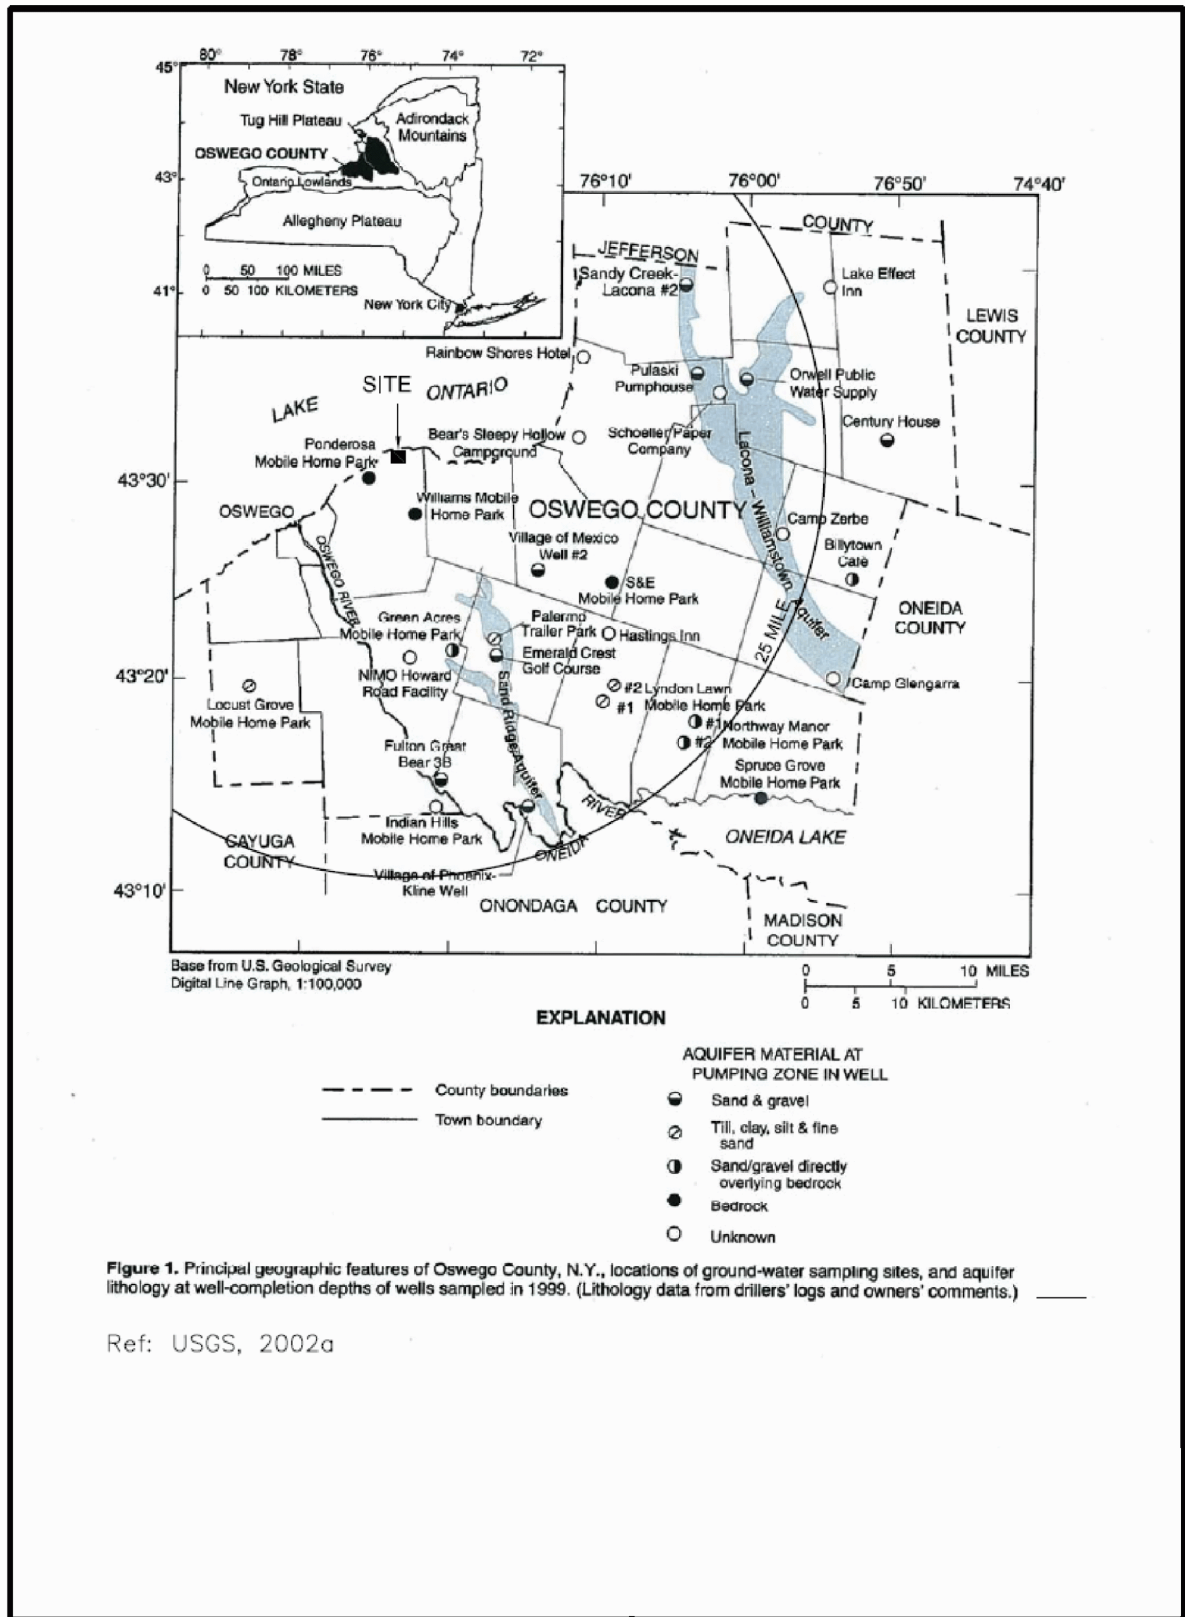 80° 78° 76° 74° 72°
45°
New York State
Tug Hill Plateau
Adirondack
Mountains
OSWEGO COUNTY
43°
Ontario Lowlands
Allegheny Plateau
0 50 100 MILES
0 50 100 KILOMETERS
41°
New York City
76°10' 76°00' 76°50' 74°40'
COUNTY
JEFFERSON
Sandy Creek-
Lacona #2
Lake Effect
Inn
LEWIS
COUNTY
Rainbow Shores Hotel
Pulaski
Pumphouse
Orwell Public
Water Supply
SITE
LAKE
ONTARIO
Century House
Ponderosa
Mobile Home Park
Bear's Sleepy Hollow
Campground
Schoeller Paper
Company
43°30'
OSWEGO
Williams Mobile
Home Park
OSWEGO COUNTY
Lacona – Williamstown Aquifer
Camp Zerbe
Village of Mexico
Well #2
Billytown
Cafe
OSWEGO RIVER
S&E
Mobile Home Park
ONEIDA
COUNTY
Green Acres
Mobile Home Park
Palermo
Trailer Park
Hastings Inn
25 MILE
Emerald Crest
Golf Course
43°20'
NIMO Howard
Road Facility
Sand Ridge Aquifer
Camp Glengarra
Locust Grove
Mobile Home Park
#2 Lyndon Lawn
Mobile Home Park
#1
#1 Northway Manor
#2 Mobile Home Park
Fulton Great
Bear 3B
Spruce Grove
Mobile Home Park
RIVER
Indian Hills
Mobile Home Park
ONEIDA LAKE
CAYUGA
COUNTY
ONEIDA
Village of Phoenix-
Kline Well
43°10'
ONONDAGA COUNTY
MADISON
COUNTY
Base from U.S. Geological Survey
Digital Line Graph, 1:100,000
0 5 10 MILES
0 5 10 KILOMETERS
EXPLANATION
County boundaries
Town boundary
AQUIFER MATERIAL AT
PUMPING ZONE IN WELL
Sand & gravel
Till, clay, silt & fine
sand
Sand/gravel directly
overlying bedrock
Bedrock
Unknown
Figure 1. Principal geographic features of Oswego County, N.Y., locations of ground-water sampling sites, and aquifer
lithology at well-completion depths of wells sampled in 1999. (Lithology data from drillers' logs and owners' comments.)
Ref: USGS, 2002a